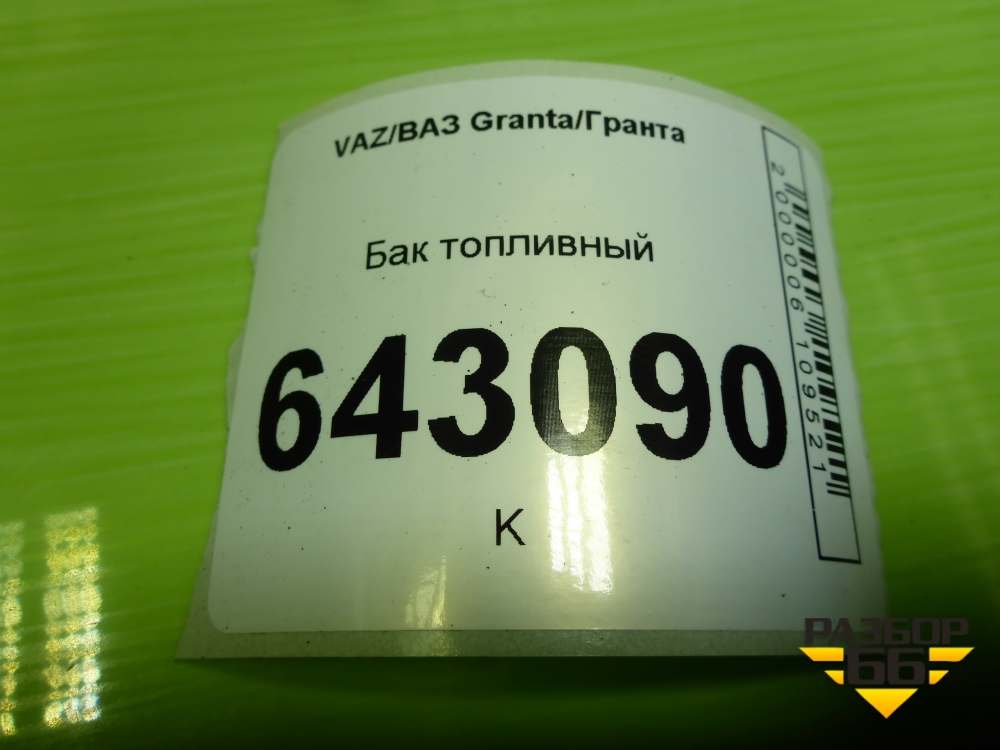 VAZ/ВАЗ Granta/Гранта
Бак топливный
643090
К
2000006109521
РАЗБОР
66